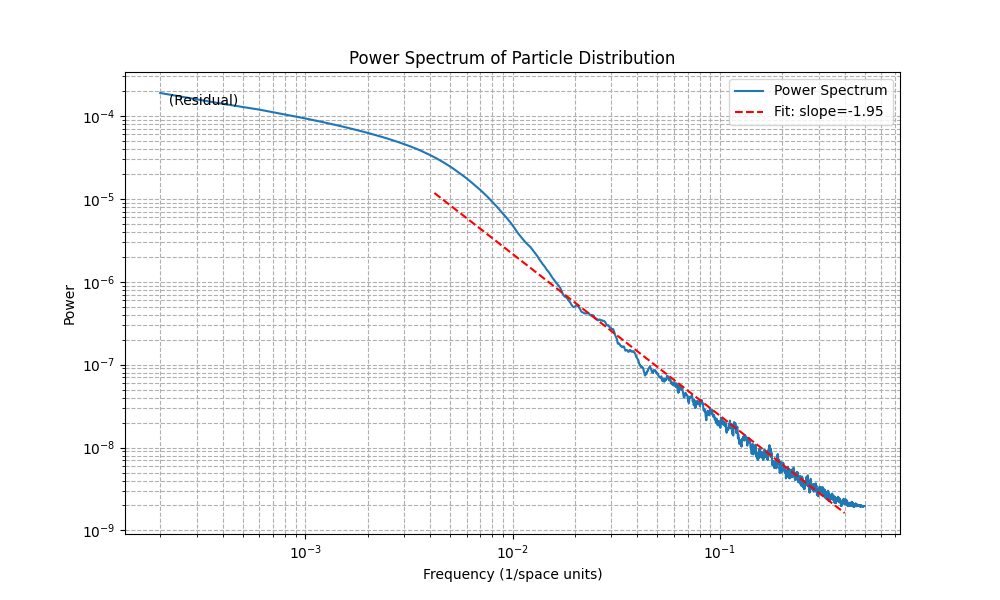 Power Spectrum of Particle Distribution
Power Spectrum
Fit: slope=-1.95
(Residual)
10⁻⁴
10⁻⁵
10⁻⁶
10⁻⁷
10⁻⁸
10⁻⁹
Power
10⁻³
10⁻²
10⁻¹
Frequency (1/space units)